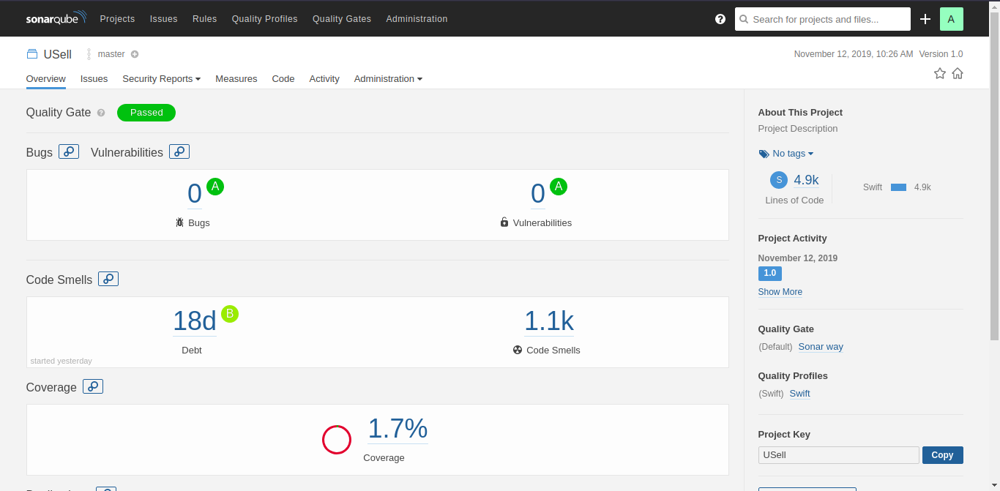 sonarqube Projects Issues Rules Quality Profiles Quality Gates Administration ? Search for projects and files... A
USell master November 12, 2019, 10:26 AM Version 1.0
Overview Issues Security Reports Measures Code Activity Administration
Quality Gate ? Passed
Bugs Vulnerabilities
0 A 0 A
Bugs Vulnerabilities
Code Smells
18d B 1.1k
Debt Code Smells
started yesterday
Coverage
1.7%
Coverage
About This Project
Project Description
No tags
S 4.9k Swift 4.9k
Lines of Code
Project Activity
November 12, 2019
1.0
Show More
Quality Gate
(Default) Sonar way
Quality Profiles
(Swift) Swift
Project Key
USell Copy